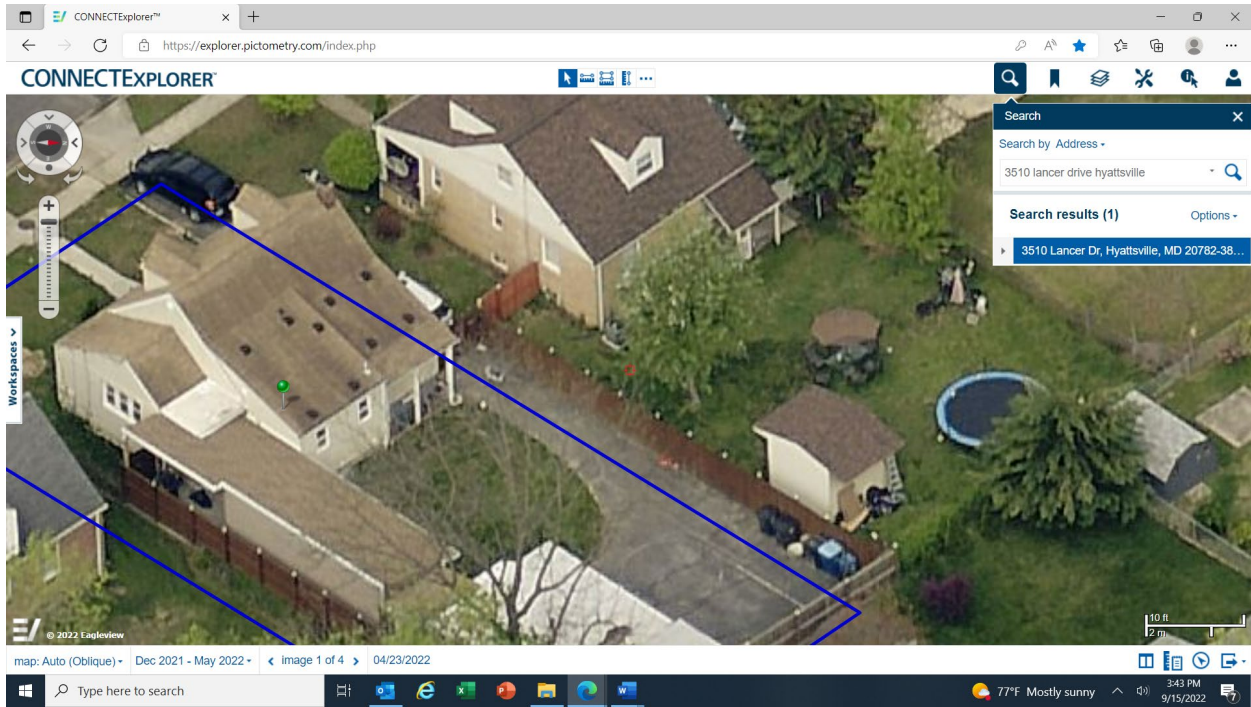 CONNECTExplorer™
https://explorer.pictometry.com/index.php
CONNECTEXPLORER™
Search
Search by Address
3510 lancer drive hyattsville
Search results (1)
Options
3510 Lancer Dr, Hyattsville, MD 20782-38...
Workspaces
© 2022 Eagleview
10 ft
2 m
map: Auto (Oblique) Dec 2021 - May 2022 image 1 of 4 04/23/2022
Type here to search
77°F Mostly sunny
3:43 PM
9/15/2022
7